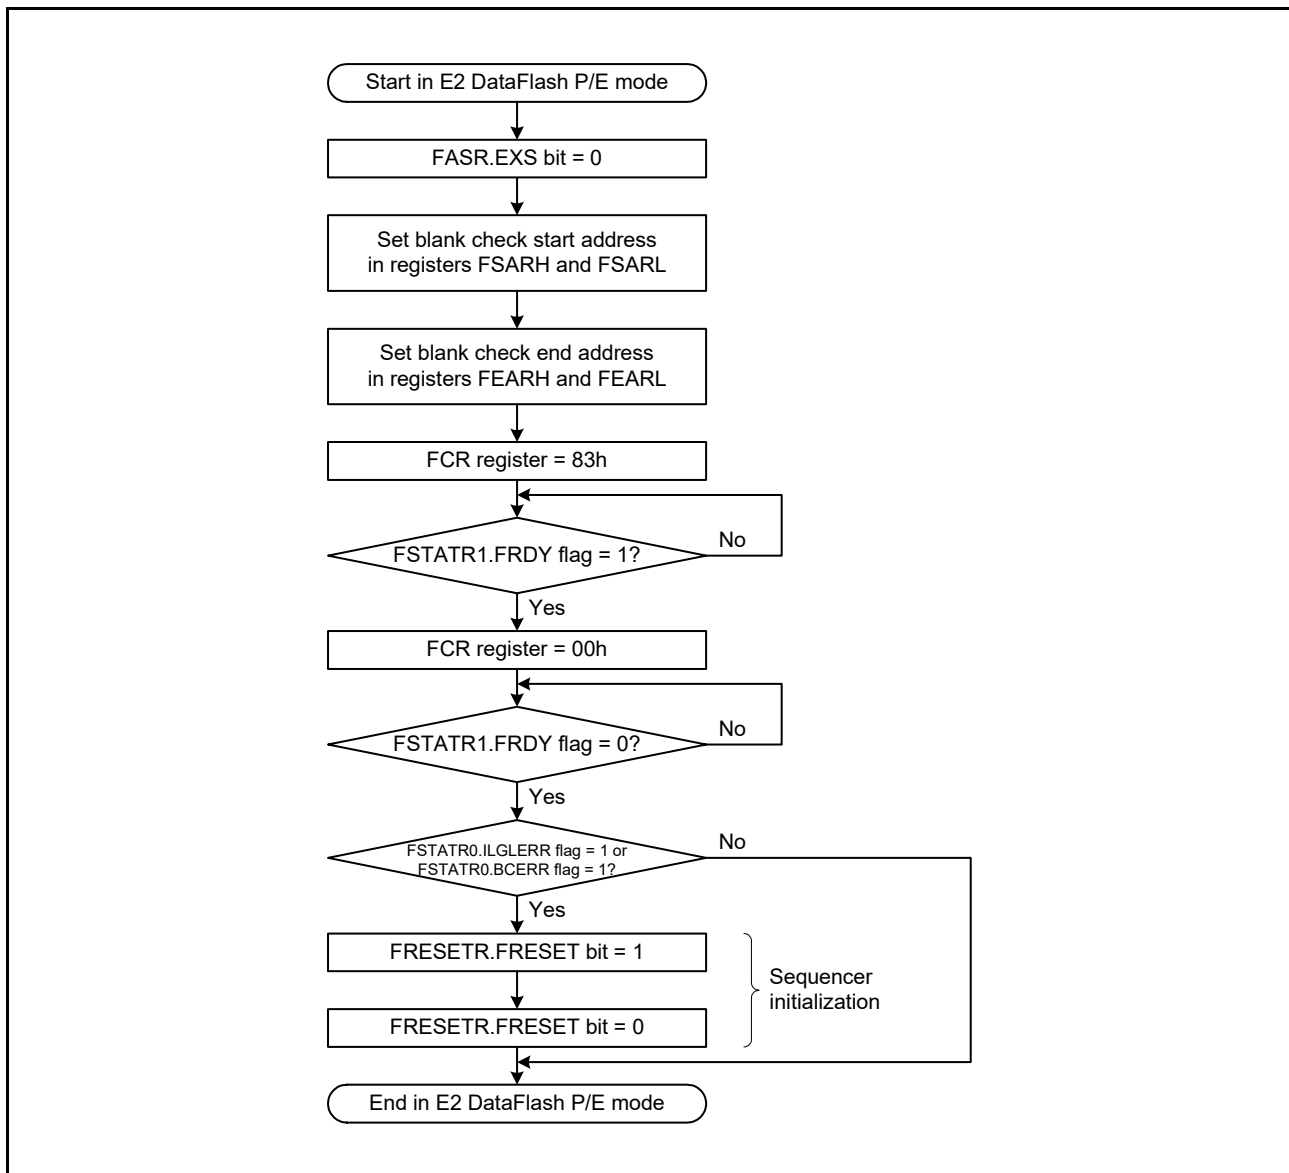 Start in E2 DataFlash P/E mode
FASR.EXS bit = 0
Set blank check start address
in registers FSARH and FSARL
Set blank check end address
in registers FEARH and FEARL
FCR register = 83h
FSTATR1.FRDY flag = 1?
No
Yes
FCR register = 00h
FSTATR1.FRDY flag = 0?
No
Yes
FSTATR0.ILGLERR flag = 1 or
FSTATR0.BCERR flag = 1?
No
Yes
FRESETR.FRESET bit = 1
Sequencer
initialization
FRESETR.FRESET bit = 0
End in E2 DataFlash P/E mode